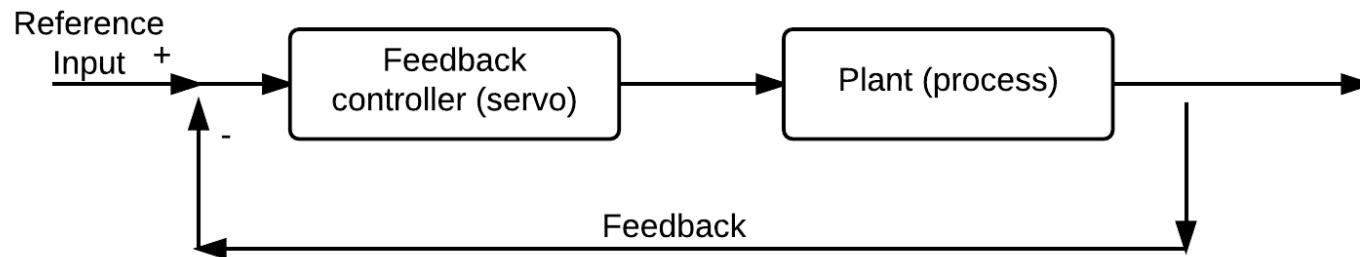 Reference
Input +
Feedback
controller (servo)
Plant (process)
-
Feedback